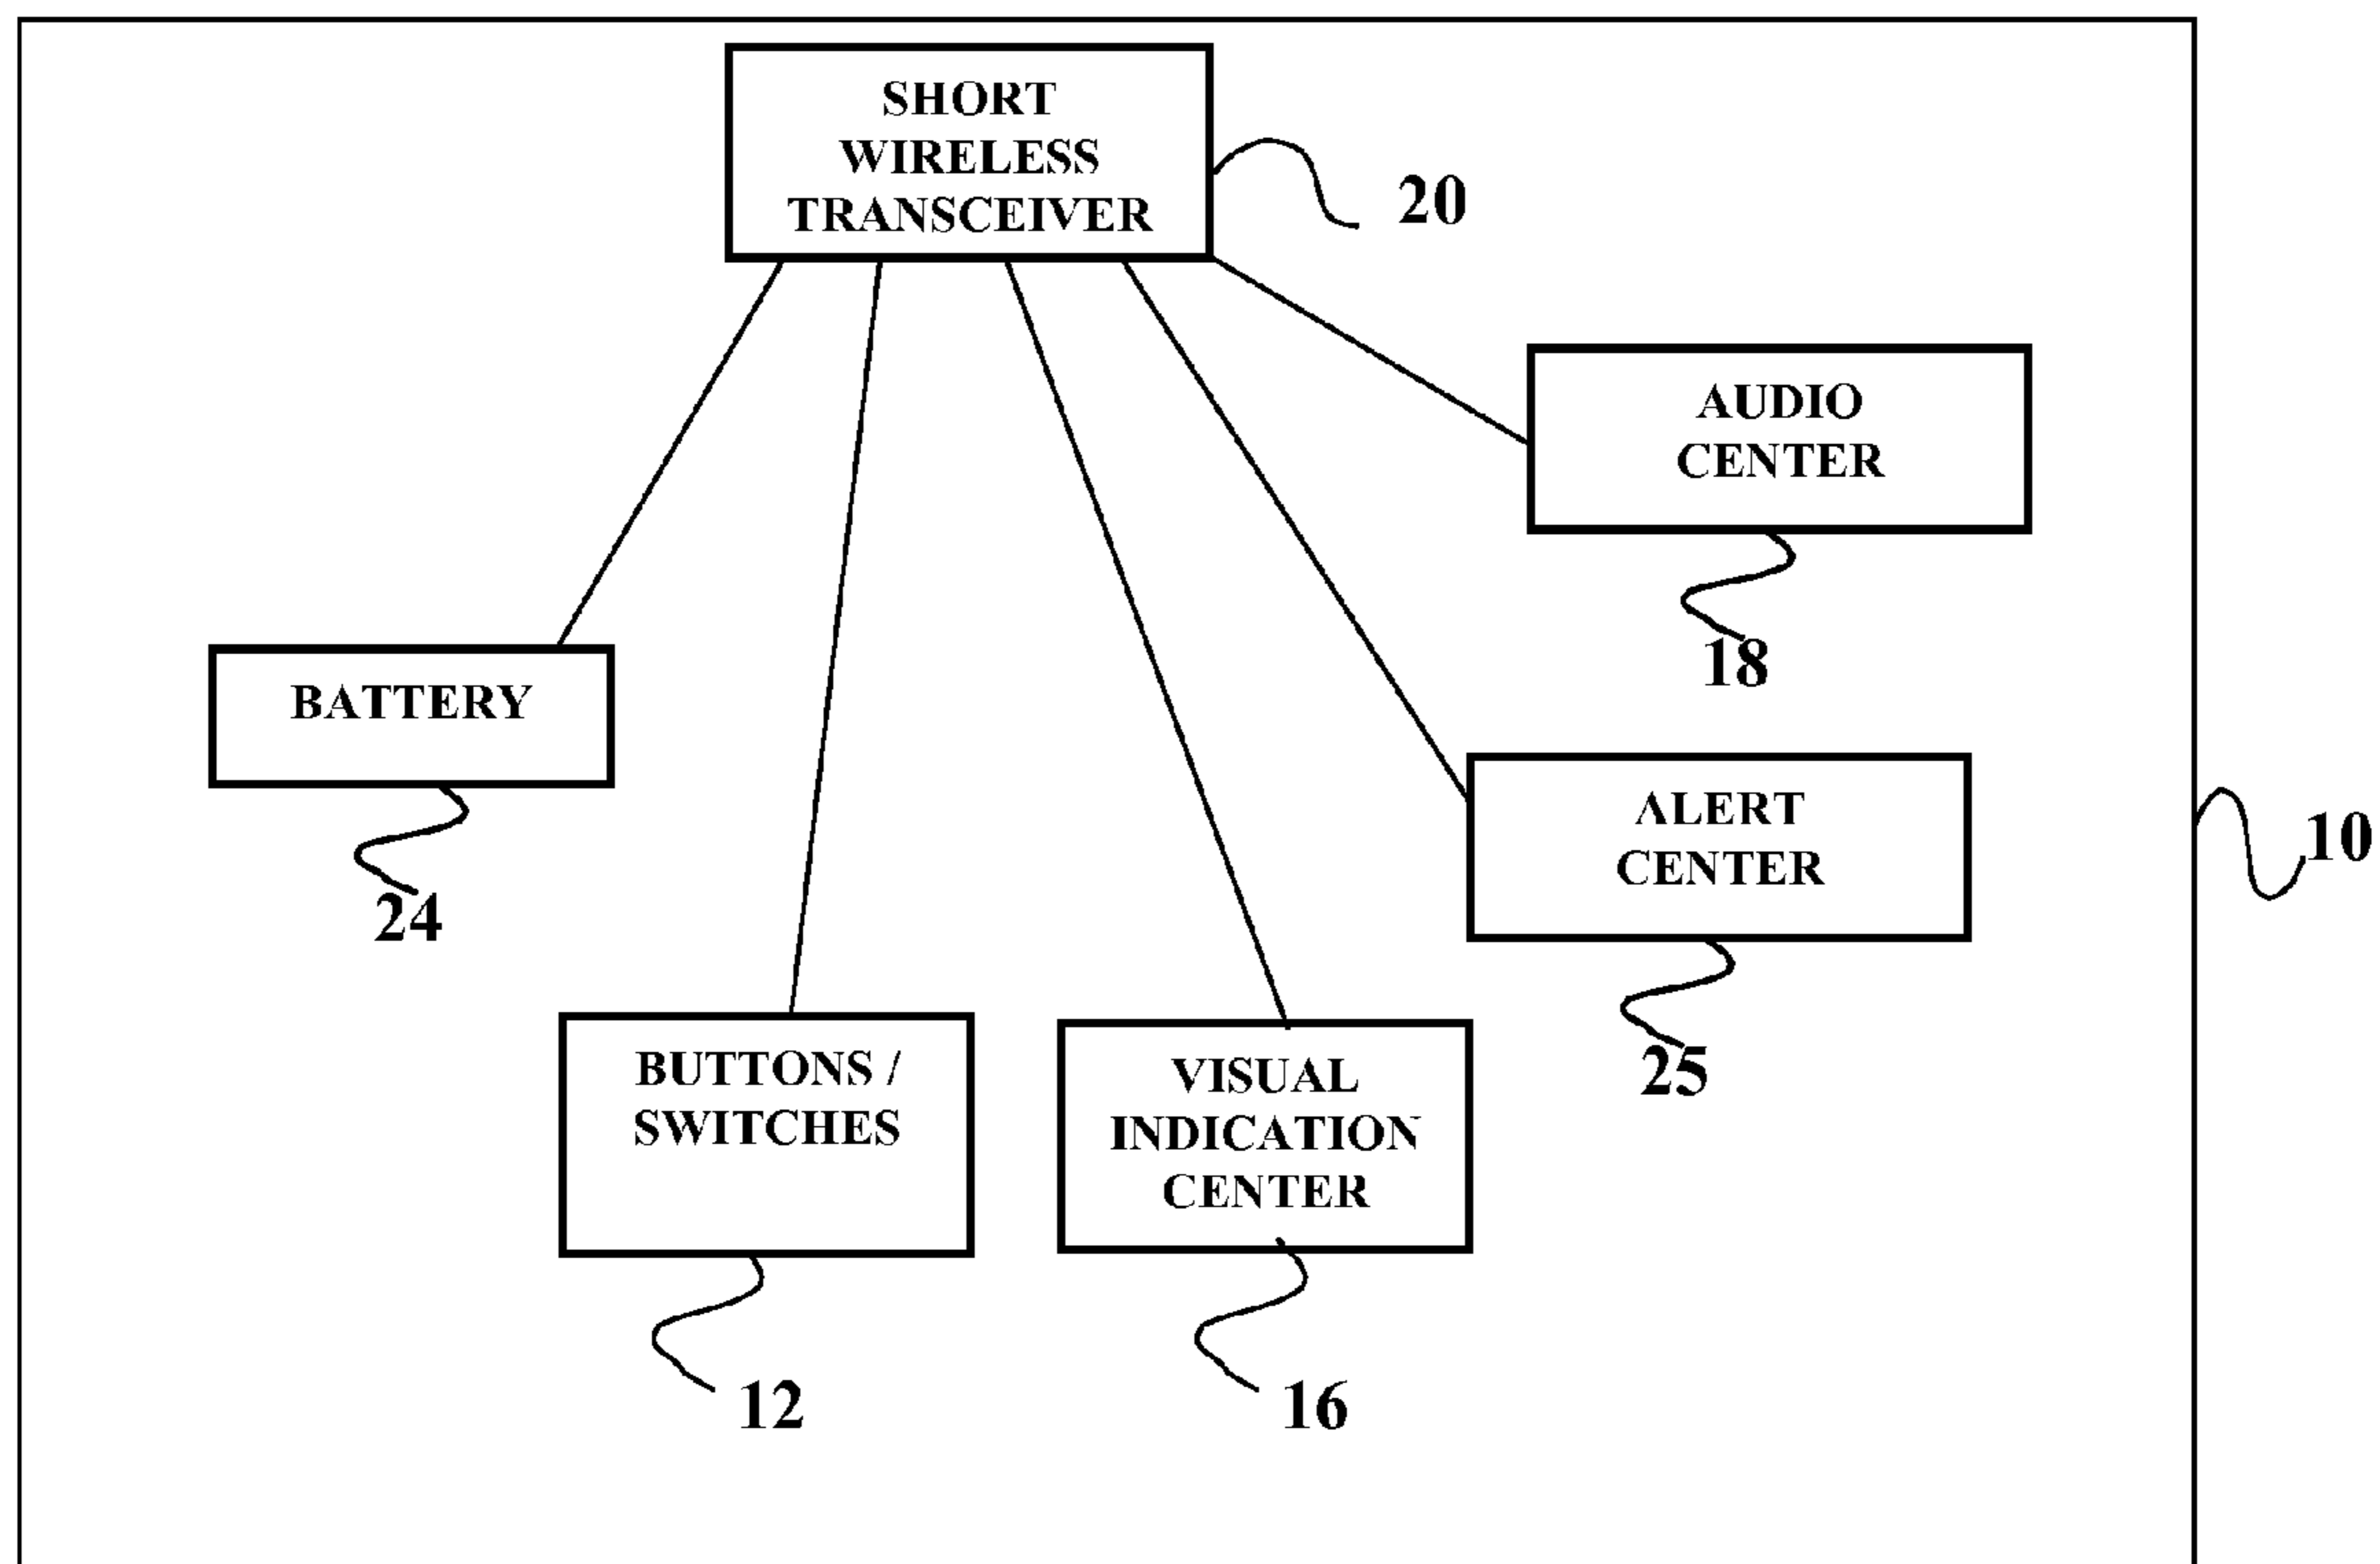 SHORT
WIRELESS
TRANSCEIVER
20
AUDIO
CENTER
18
BATTERY
24
ALERT
CENTER
25
10
BUTTONS /
SWITCHES
12
VISUAL
INDICATION
CENTER
16